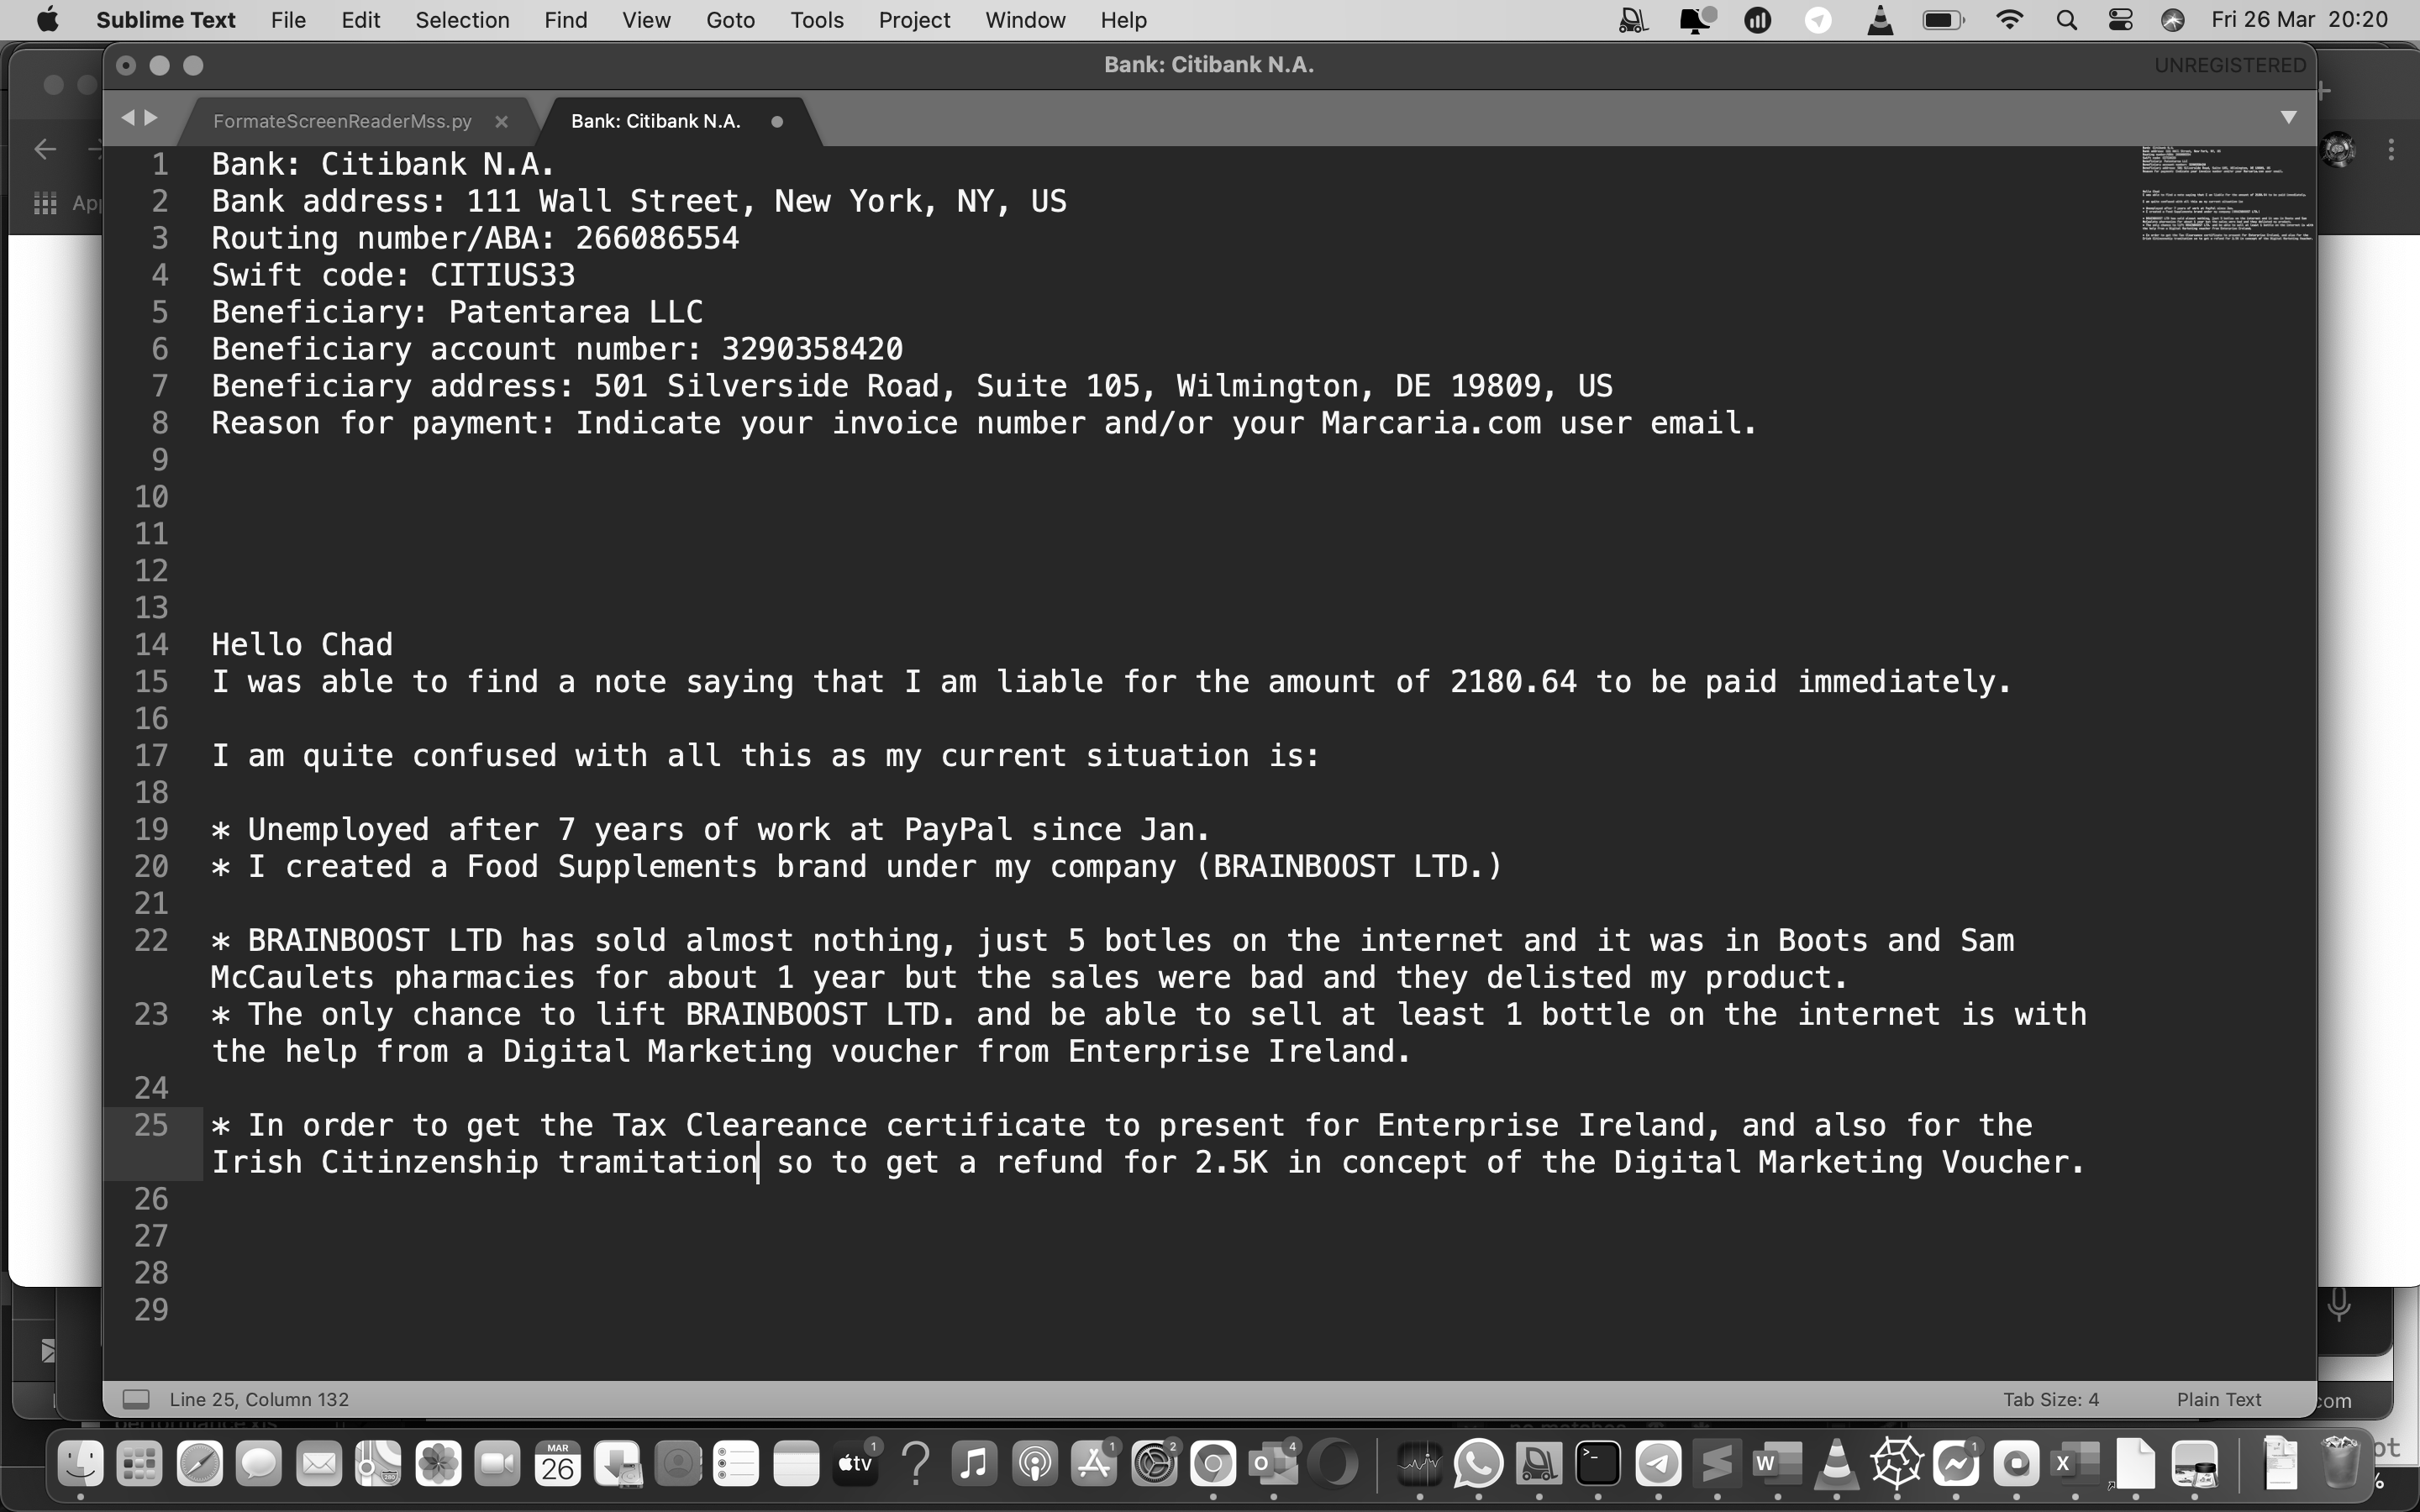 Sublime Text File Edit Selection Find View Goto Tools Project Window Help Fri 26 Mar 20:20
Bank: Citibank N.A. UNREGISTERED
FormateScreenReaderMss.py Bank: Citibank N.A.
1 Bank: Citibank N.A.
2 Bank address: 111 Wall Street, New York, NY, US
3 Routing number/ABA: 266086554
4 Swift code: CITIUS33
5 Beneficiary: Patentarea LLC
6 Beneficiary account number: 3290358420
7 Beneficiary address: 501 Silverside Road, Suite 105, Wilmington, DE 19809, US
8 Reason for payment: Indicate your invoice number and/or your Marcaria.com user email.
9
10
11
12
13
14 Hello Chad
15 I was able to find a note saying that I am liable for the amount of 2180.64 to be paid immediately.
16
17 I am quite confused with all this as my current situation is:
18
19 * Unemployed after 7 years of work at PayPal since Jan.
20 * I created a Food Supplements brand under my company (BRAINBOOST LTD.)
21
22 * BRAINBOOST LTD has sold almost nothing, just 5 botles on the internet and it was in Boots and Sam
McCaulets pharmacies for about 1 year but the sales were bad and they delisted my product.
23 * The only chance to lift BRAINBOOST LTD. and be able to sell at least 1 bottle on the internet is with
the help from a Digital Marketing voucher from Enterprise Ireland.
24
25 * In order to get the Tax Cleareance certificate to present for Enterprise Ireland, and also for the
Irish Citinzenship tramitation so to get a refund for 2.5K in concept of the Digital Marketing Voucher.
26
27
28
29
Line 25, Column 132 Tab Size: 4 Plain Text
MAR
26
tv